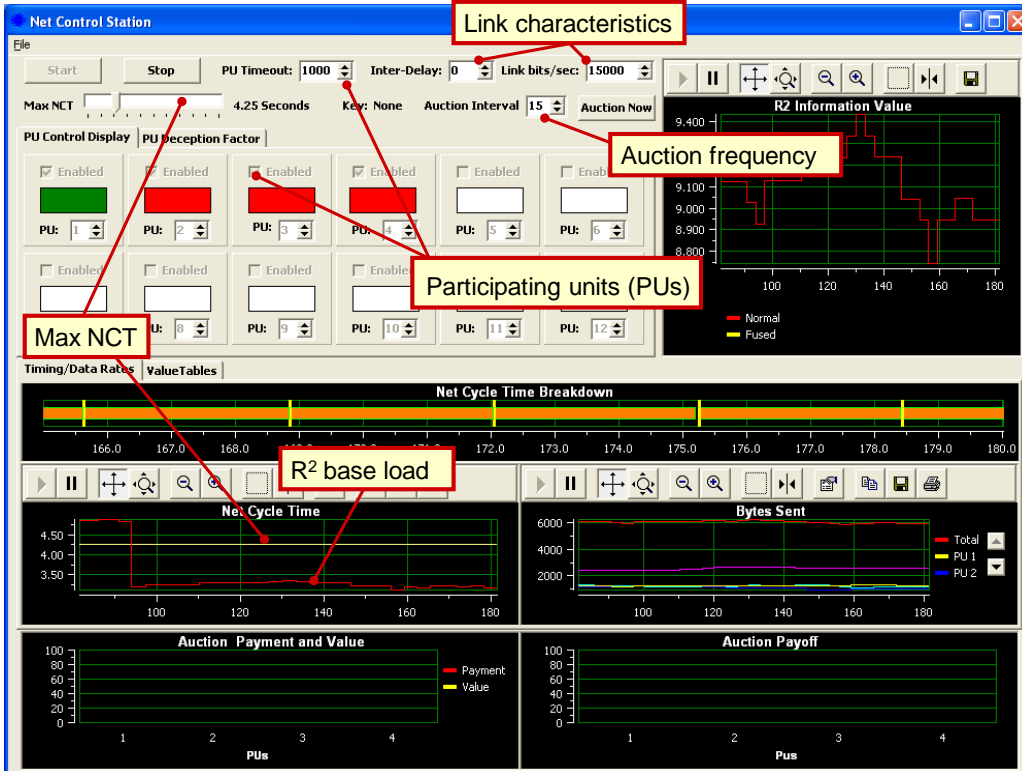 Net Control Station
Link characteristics
File
Start Stop PU Timeout: 1000 Inter-Delay: 0 Link bits/sec: 15000
Max NCT 4.25 Seconds Key: None Auction Interval 15 Auction Now
Auction frequency
PU Control Display PU Deception Factor
Enabled Enabled Enabled Enabled Enabled Enabled
PU: 1 PU: 2 PU: 3 PU: 4 PU: 5 PU: 6
Enabled Enabled Enabled
Participating units (PUs)
Max NCT
PU: 8 PU: 9 PU: 10 PU: 11 PU: 12
R2 Information Value
9.400
9.100
9.000
8.900
8.800
100 120 140 160 180
Normal
Fused
Timing/Data Rates ValueTables
Net Cycle Time Breakdown
166.0 167.0 168.0 172.0 173.0 174.0 175.0 176.0 177.0 178.0 179.0 180.0
R² base load
Net Cycle Time
4.50
4.00
3.50
100 120 140 160 180
Bytes Sent
6000
4000
2000
100 120 140 160 180
Total
PU 1
PU 2
Auction Payment and Value
100
80
60
40
20
0
1 2 3 4
PUs
Payment
Value
Auction Payoff
100
80
60
40
20
0
1 2 3 4
Pus